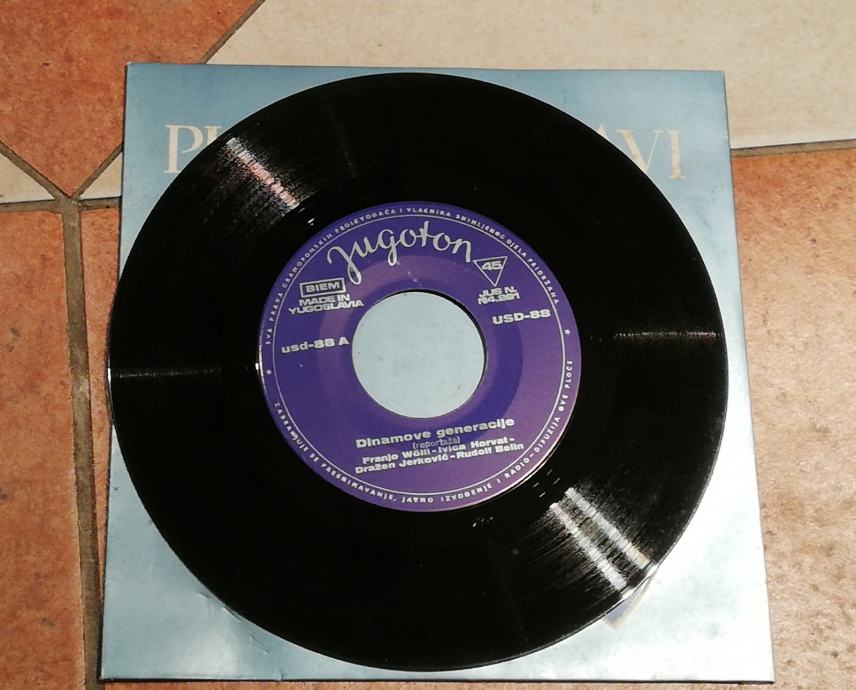 PL AVI
SVA PRAVA GRAMOFONSKIH PROIZVOĐAČA I VLASNIKA SNIMLJENOG DJELA PRIDRŽANA
Jugoton
45
BIEM
MADE IN
YUGOSLAVIA
JUS N.
N4.291
USD-88
usd-88 A
Dinamove generacije
(reportaža)
Franjo Wölfl-Ivica Horvat-
Dražen Jerković-Rudolf Belin
ZABRANJUJE SE PRESNIMAVANJE, JAVNO IZVOĐENJE I RADIO-DIFUZIJA OVE PLOČE